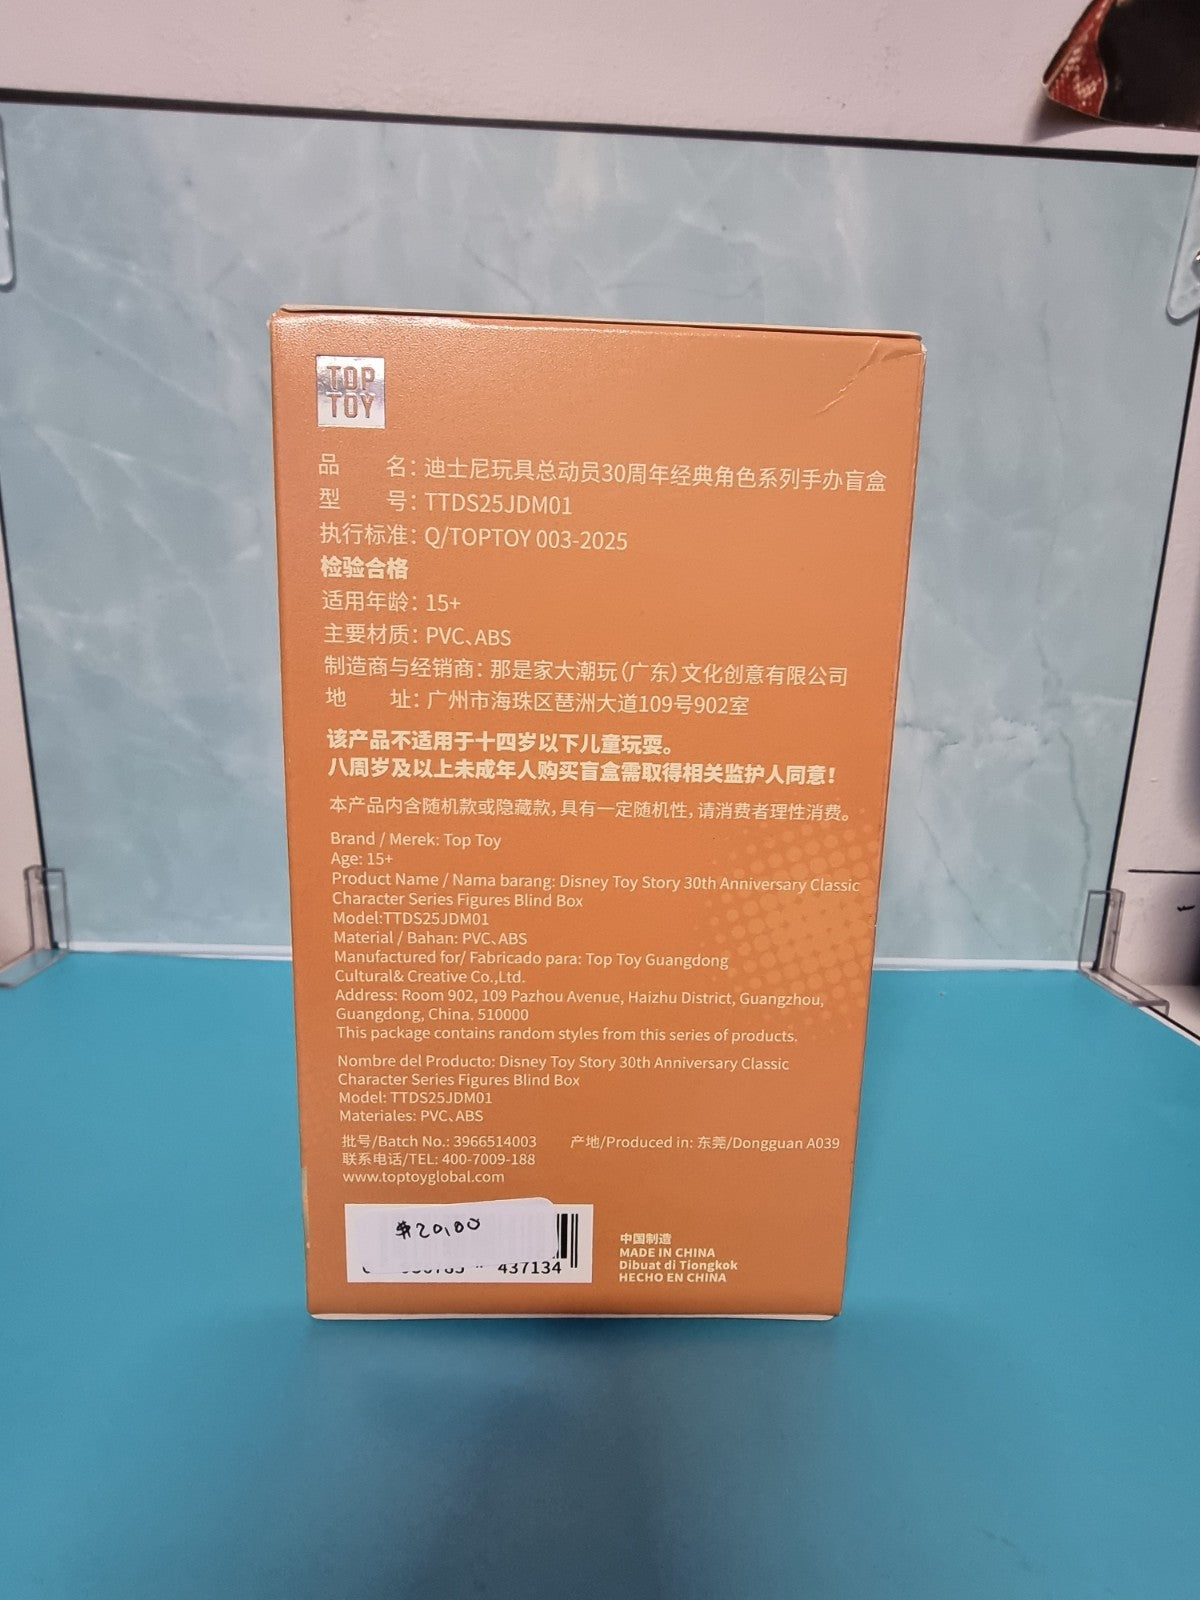 TOP
TOY
品 名：迪士尼玩具总动员30周年经典角色系列手办盲盒
型 号：TTDS25JDM01
执行标准：Q/TOPTOY 003-2025
检验合格
适用年龄：15+
主要材质：PVC、ABS
制造商与经销商：那是家大潮玩（广东）文化创意有限公司
地 址：广州市海珠区琶洲大道109号902室
该产品不适用于十四岁以下儿童玩耍。
八周岁及以上未成年人购买盲盒需取得相关监护人同意！
本产品内含随机款或隐藏款，具有一定随机性，请消费者理性消费。
Brand / Merek: Top Toy
Age: 15+
Product Name / Nama barang: Disney Toy Story 30th Anniversary Classic
Character Series Figures Blind Box
Model:TTDS25JDM01
Material / Bahan: PVC、ABS
Manufactured for/ Fabricado para: Top Toy Guangdong
Cultural& Creative Co.,Ltd.
Address: Room 902, 109 Pazhou Avenue, Haizhu District, Guangzhou,
Guangdong, China. 510000
This package contains random styles from this series of products.
Nombre del Producto: Disney Toy Story 30th Anniversary Classic
Character Series Figures Blind Box
Model: TTDS25JDM01
Materiales: PVC、ABS
批号/Batch No.: 3966514003 产地/Produced in: 东莞/Dongguan A039
联系电话/TEL: 400-7009-188
www.toptoyglobal.com
$20,00
437134
中国制造
MADE IN CHINA
Dibuat di Tiongkok
HECHO EN CHINA